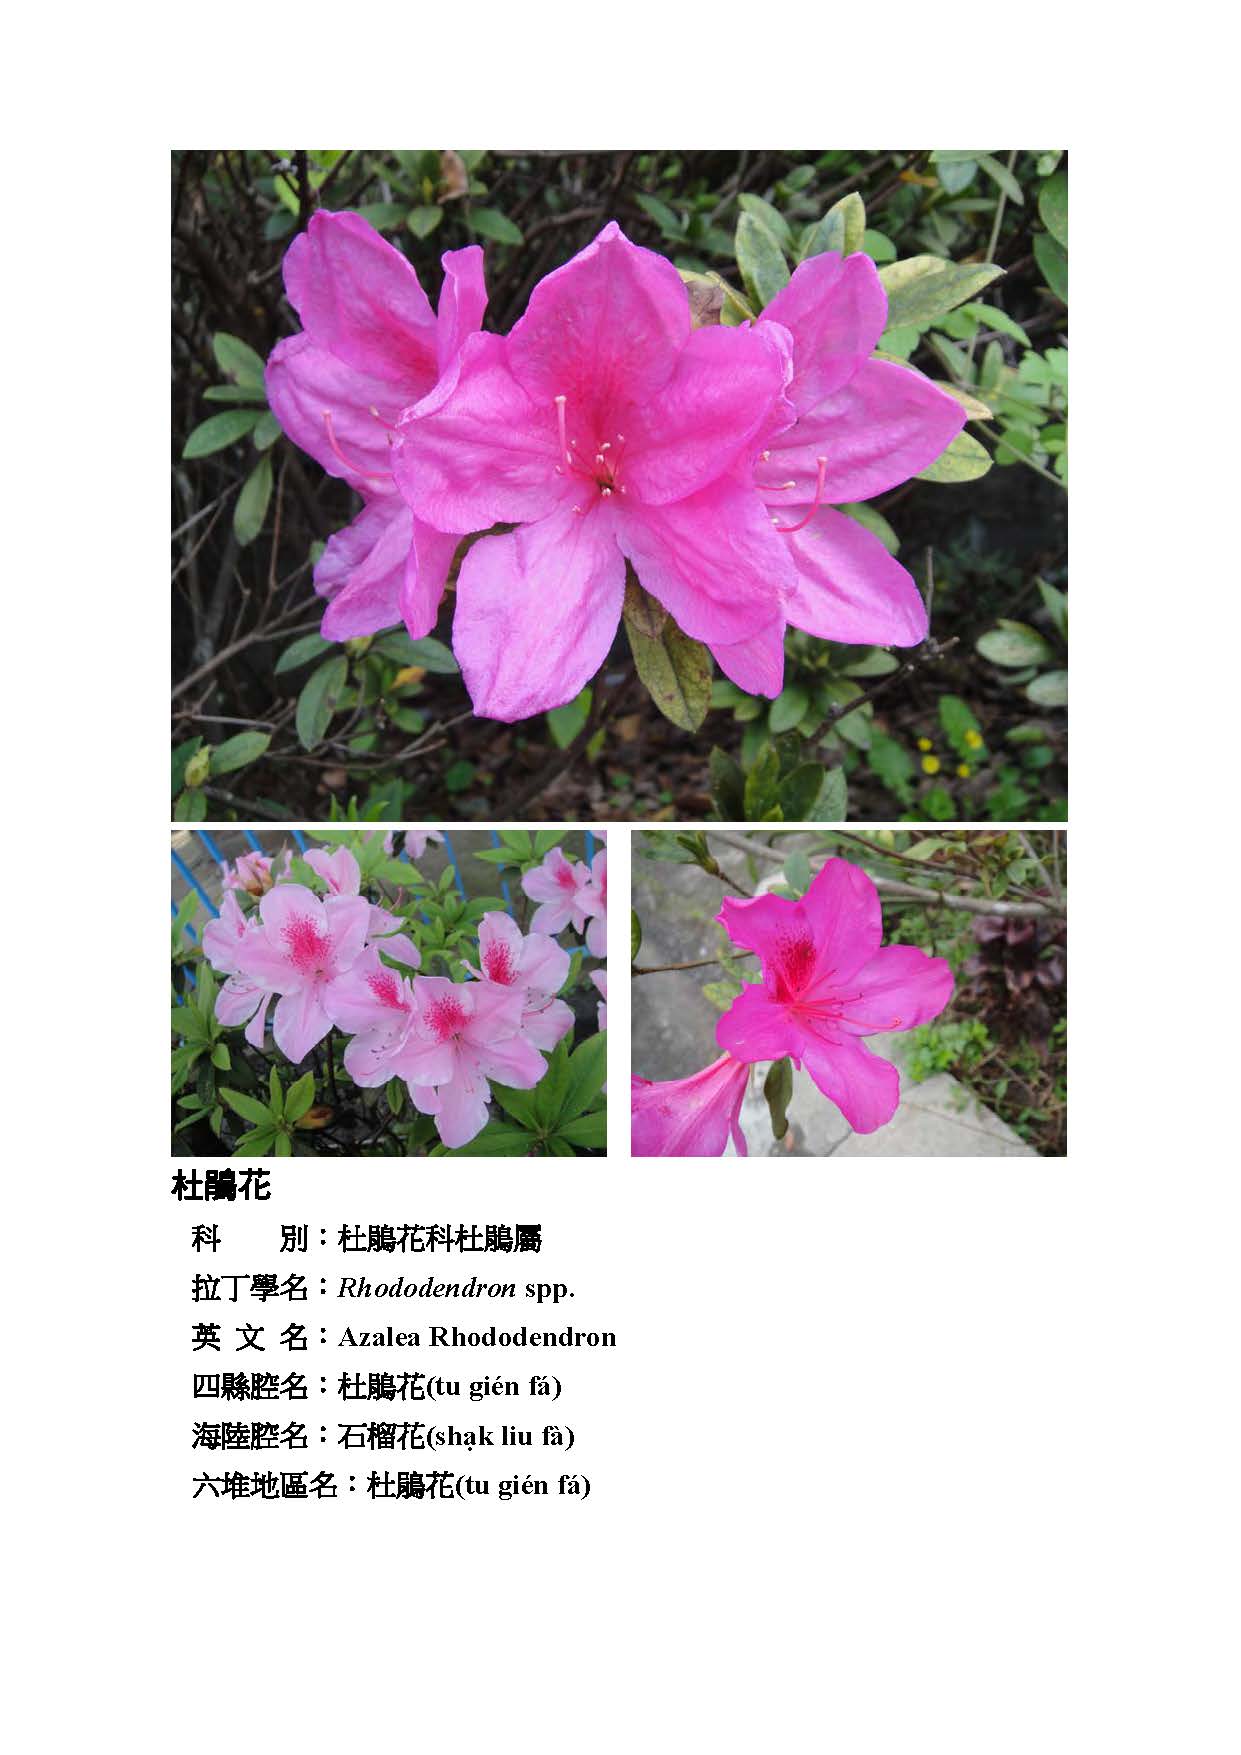 杜鵑花
科　　別：杜鵑花科杜鵑屬
拉丁學名：Rhododendron spp.
英 文 名：Azalea Rhododendron
四縣腔名：杜鵑花(tu gién fá)
海陸腔名：石榴花(shạk liu fà)
六堆地區名：杜鵑花(tu gién fá)